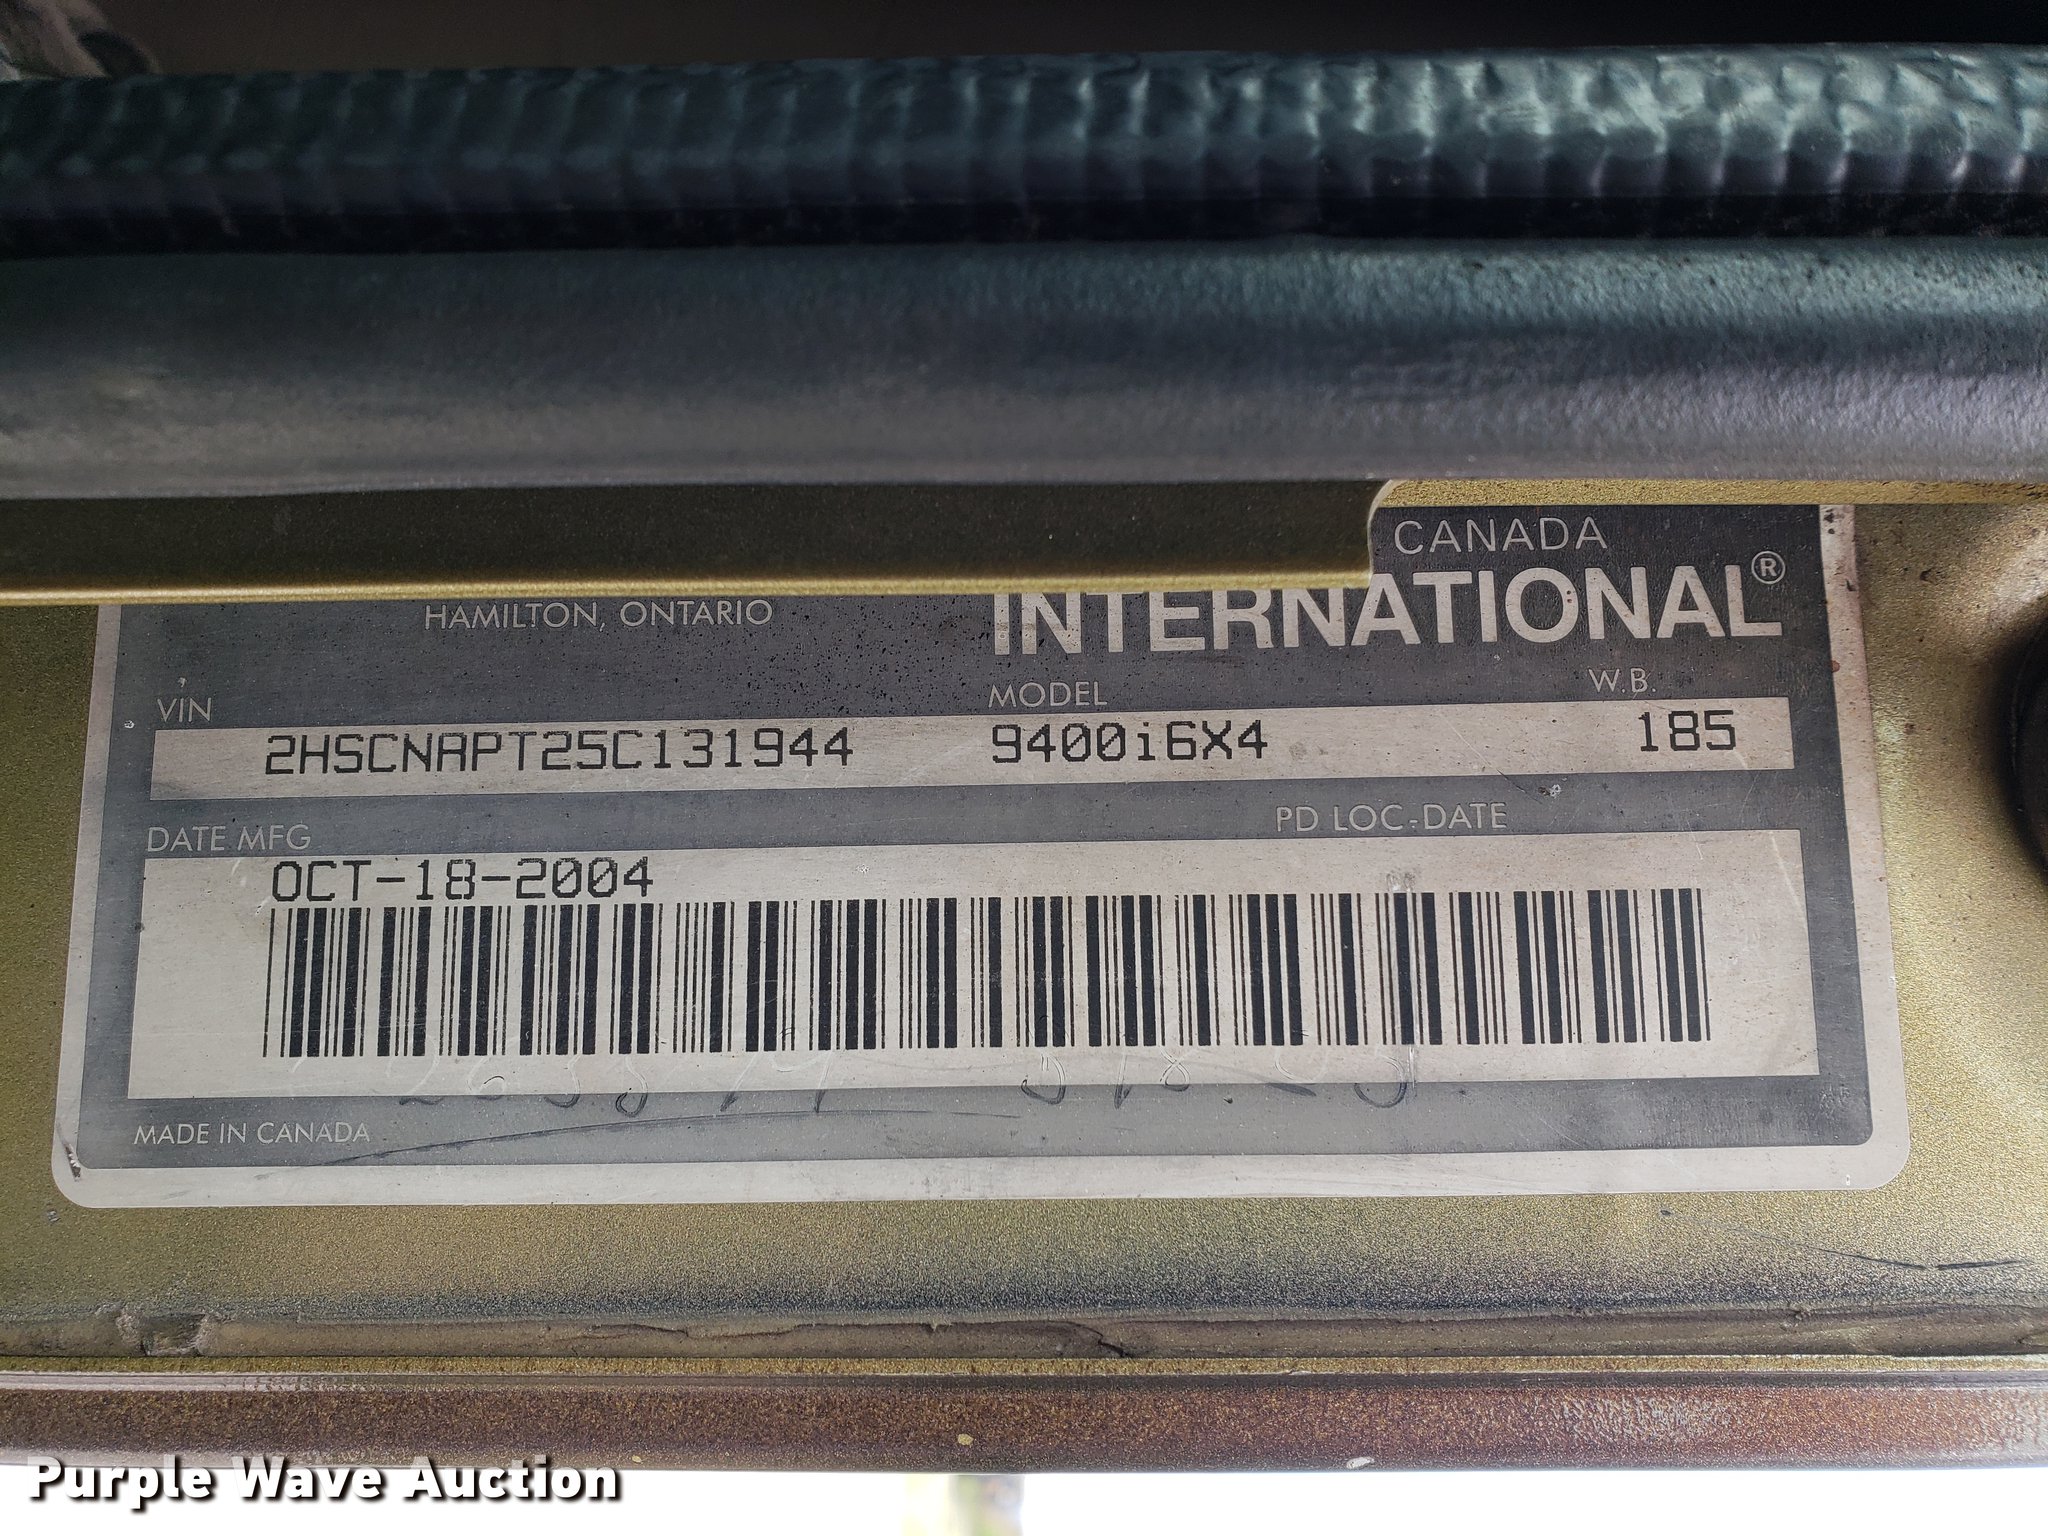 CANADA
HAMILTON, ONTARIO
INTERNATIONAL®
VIN MODEL W.B.
2HSCNAPT25C131944 9400i6X4 185
DATE MFG PD LOC-DATE
OCT-18-2004
MADE IN CANADA
Purple Wave Auction